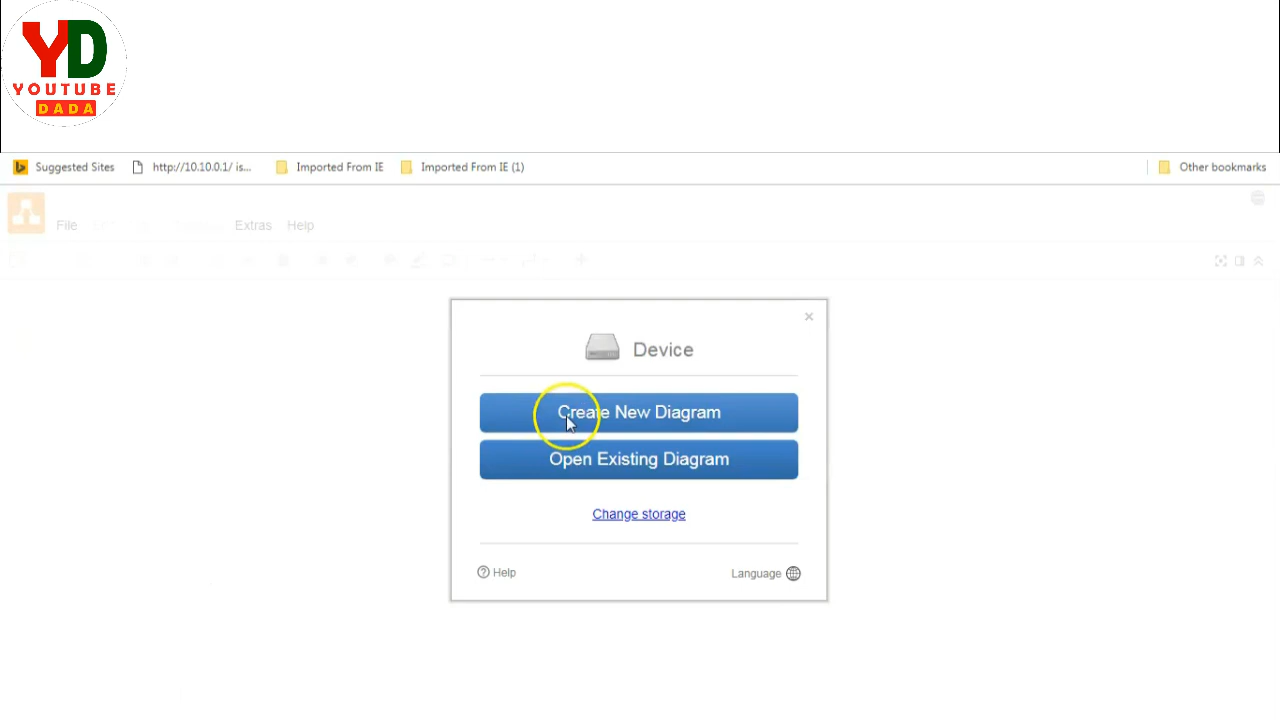 YD
YOUTUBE
DADA
Suggested Sites
http://10.10.0.1/ is...
Imported From IE
Imported From IE (1)
Other bookmarks
File
Extras
Help
Device
Create New Diagram
Open Existing Diagram
Change storage
Help
Language